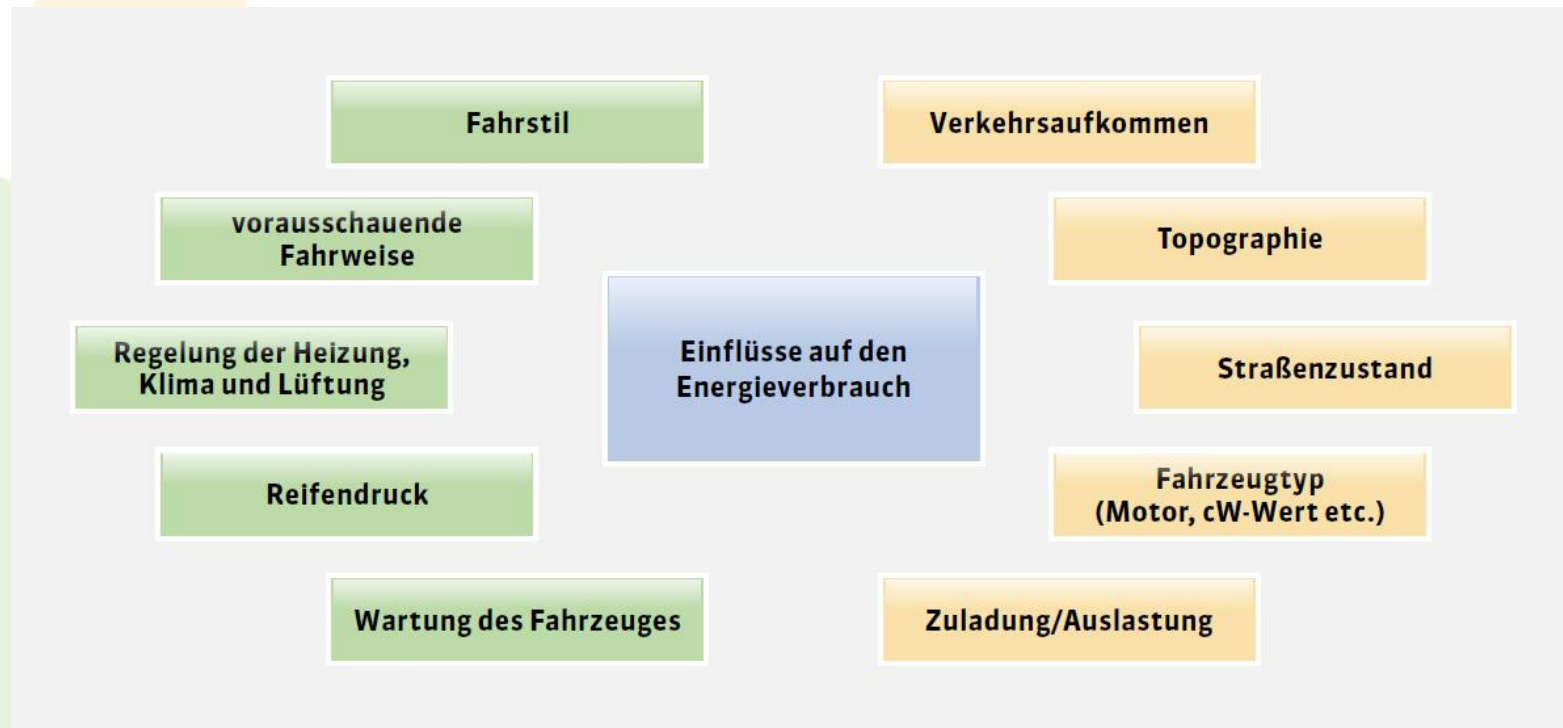 Fahrstil
Verkehrsaufkommen
vorausschauende
Fahrweise
Topographie
Einflüsse auf den
Energieverbrauch
Regelung der Heizung,
Klima und Lüftung
Straßenzustand
Reifendruck
Fahrzeugtyp
(Motor, cW-Wert etc.)
Wartung des Fahrzeuges
Zuladung/Auslastung